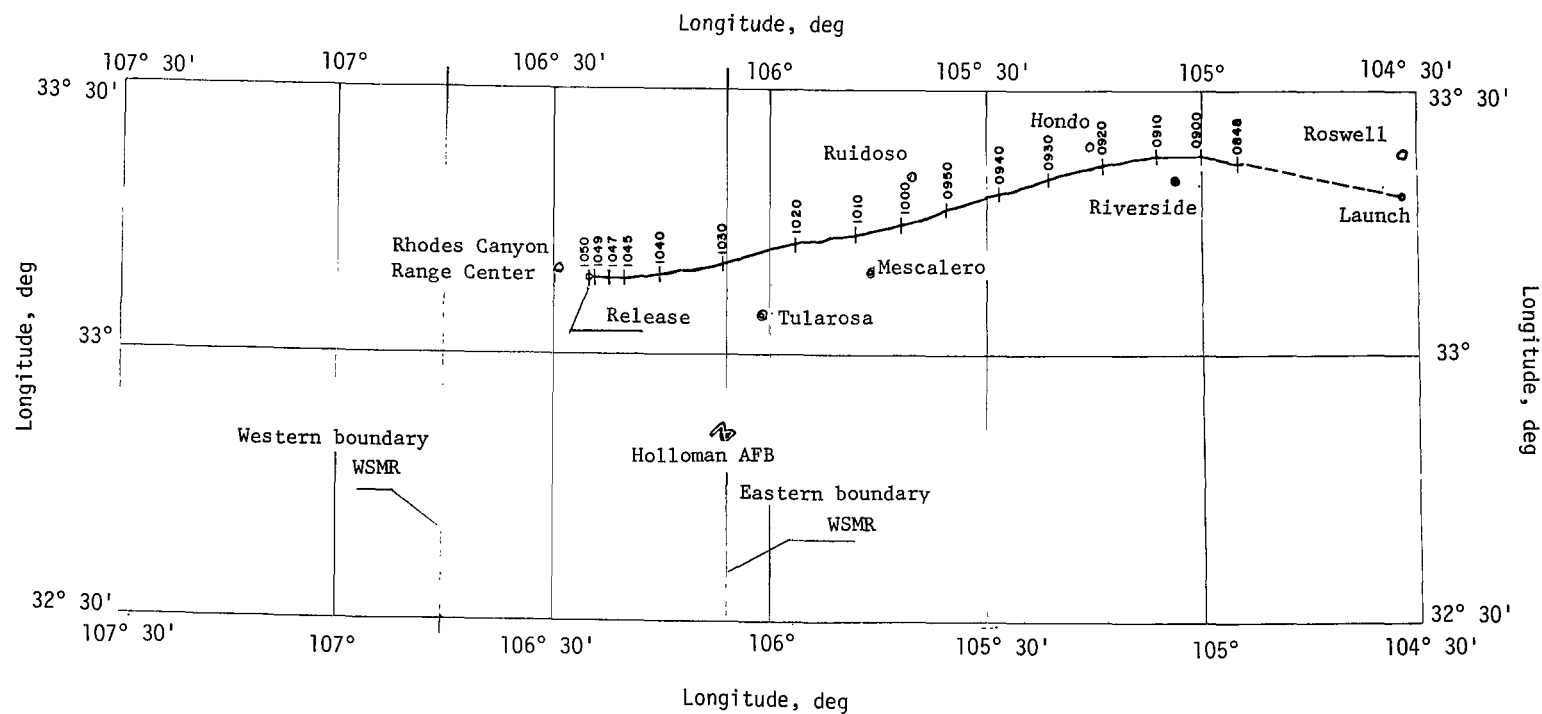 Longitude, deg
107° 30'
107°
106° 30'
106°
105° 30'
105°
104° 30'
33° 30'
33° 30'
Hondo
Roswell
Ruidoso
Riverside
Launch
1050
1049
1047
1045
1040
1030
1020
1010
1000
0950
0940
0930
0920
0910
0900
0848
Rhodes Canyon
Range Center
Mescalero
Release
Tularosa
Longitude, deg
Longitude, deg
33°
33°
Western boundary
WSMR
Holloman AFB
Eastern boundary
WSMR
32° 30'
32° 30'
107° 30'
107°
106° 30'
106°
105° 30'
105°
104° 30'
Longitude, deg